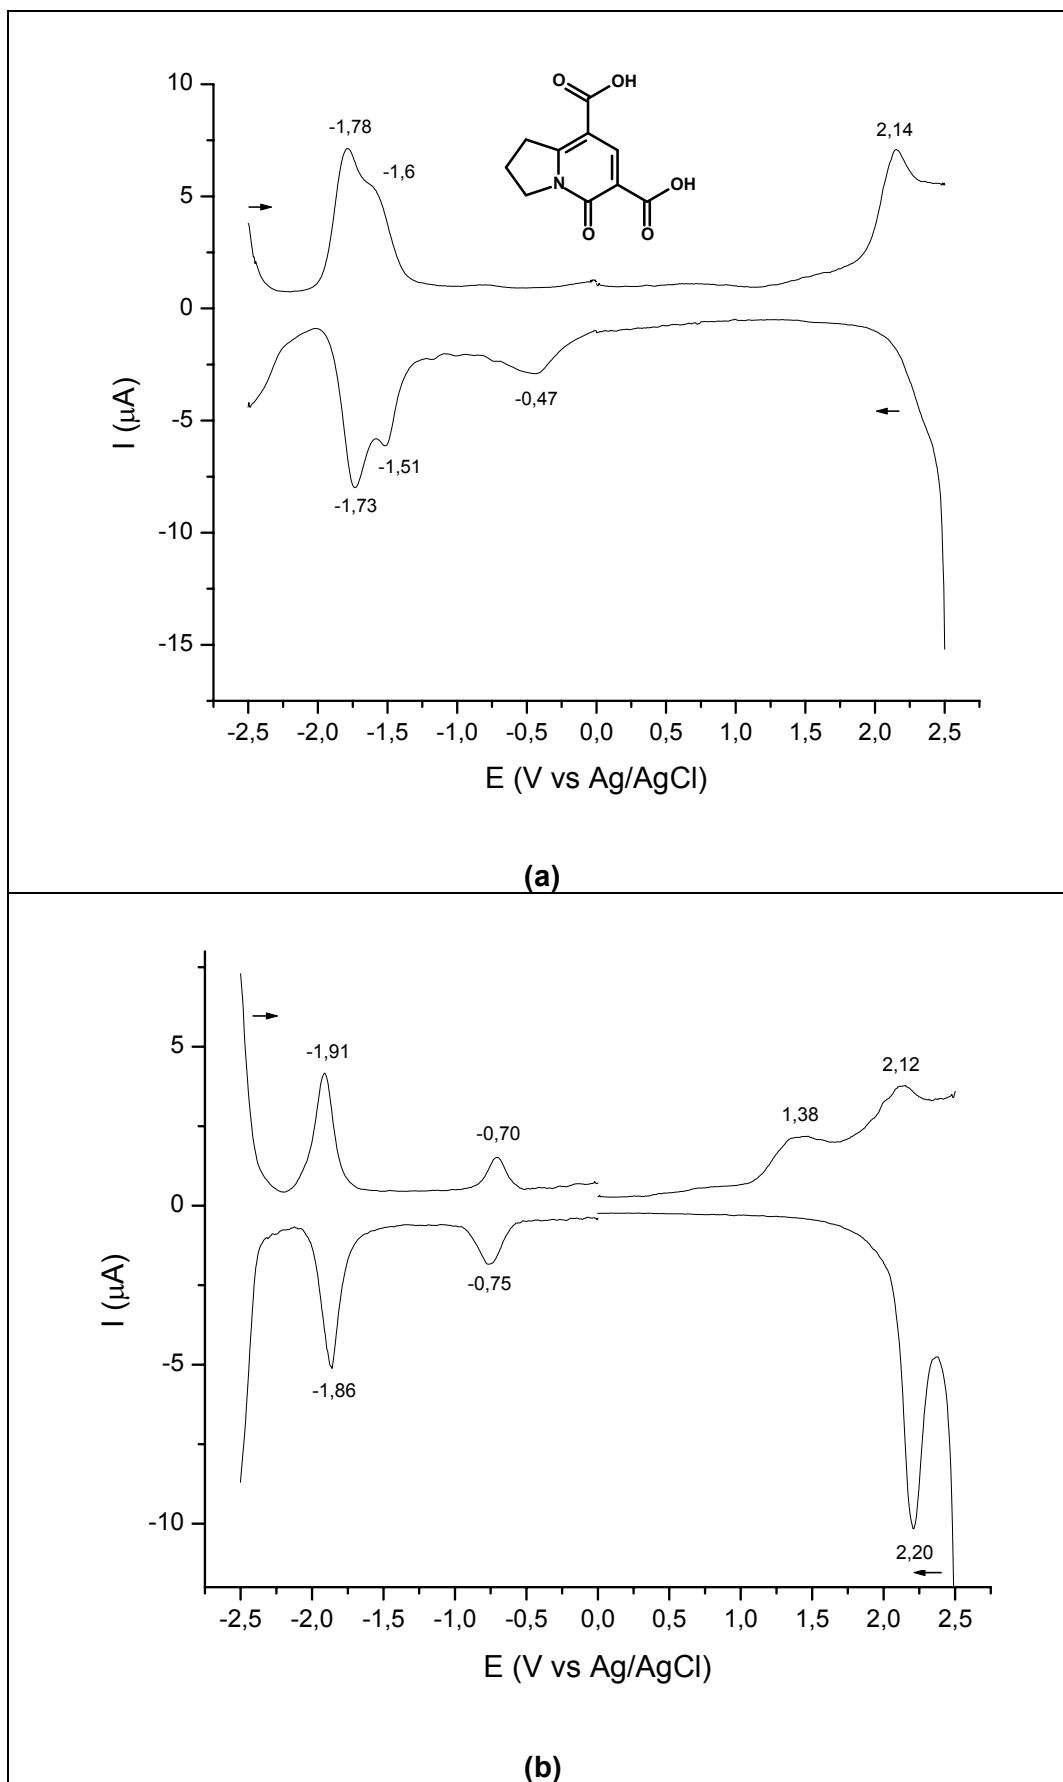 10
5
0
-5
-10
-15
I (μA)
-1,78
-1,6
2,14
-0,47
-1,51
-1,73
O
OH
N
O
O
OH
-2,5 -2,0 -1,5 -1,0 -0,5 0,0 0,5 1,0 1,5 2,0 2,5
E (V vs Ag/AgCl)
(a)
5
0
-5
-10
I (μA)
-1,91
-0,70
1,38
2,12
-0,75
-1,86
2,20
-2,5 -2,0 -1,5 -1,0 -0,5 0,0 0,5 1,0 1,5 2,0 2,5
E (V vs Ag/AgCl)
(b)